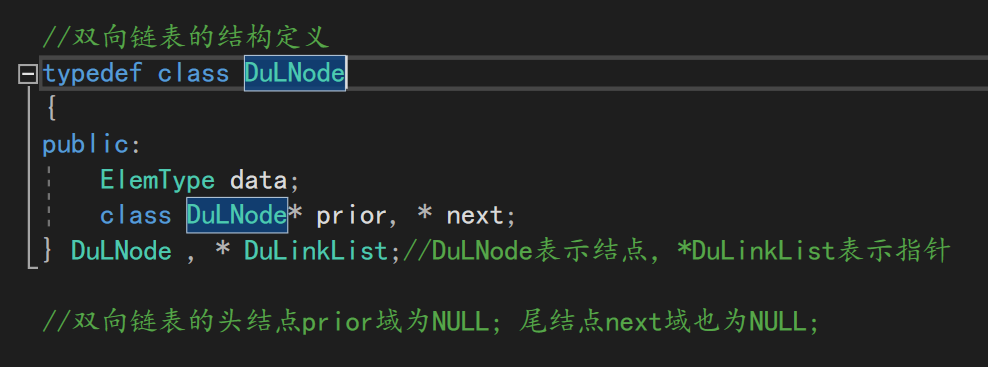 //双向链表的结构定义
typedef class DuLNode
{
public:
ElemType data;
class DuLNode* prior, * next;
} DuLNode , * DuLinkList;//DuLNode表示结点，*DuLinkList表示指针
//双向链表的头结点prior域为NULL；尾结点next域也为NULL；